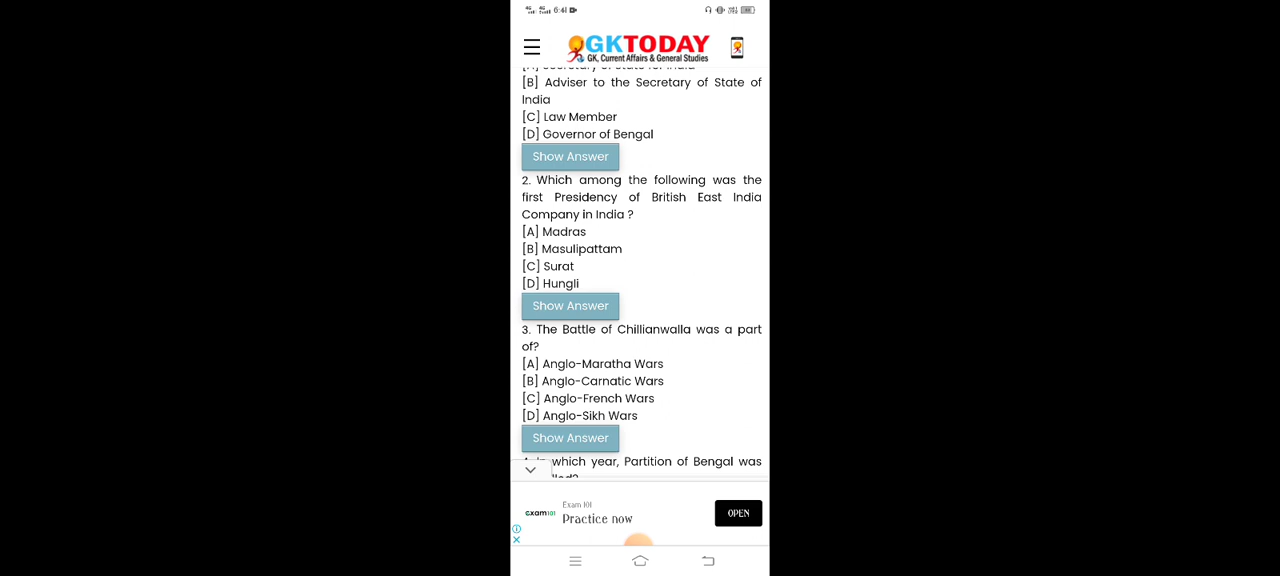 6:41
GKTODAY
GK, Current Affairs & General Studies
[B] Adviser to the Secretary of State of
India
[C] Law Member
[D] Governor of Bengal
Show Answer
2. Which among the following was the
first Presidency of British East India
Company in India ?
[A] Madras
[B] Masulipattam
[C] Surat
[D] Hungli
Show Answer
3. The Battle of Chillianwalla was a part
of?
[A] Anglo-Maratha Wars
[B] Anglo-Carnatic Wars
[C] Anglo-French Wars
[D] Anglo-Sikh Wars
Show Answer
which year, Partition of Bengal was
Exam 101
exam101
Practice now
OPEN